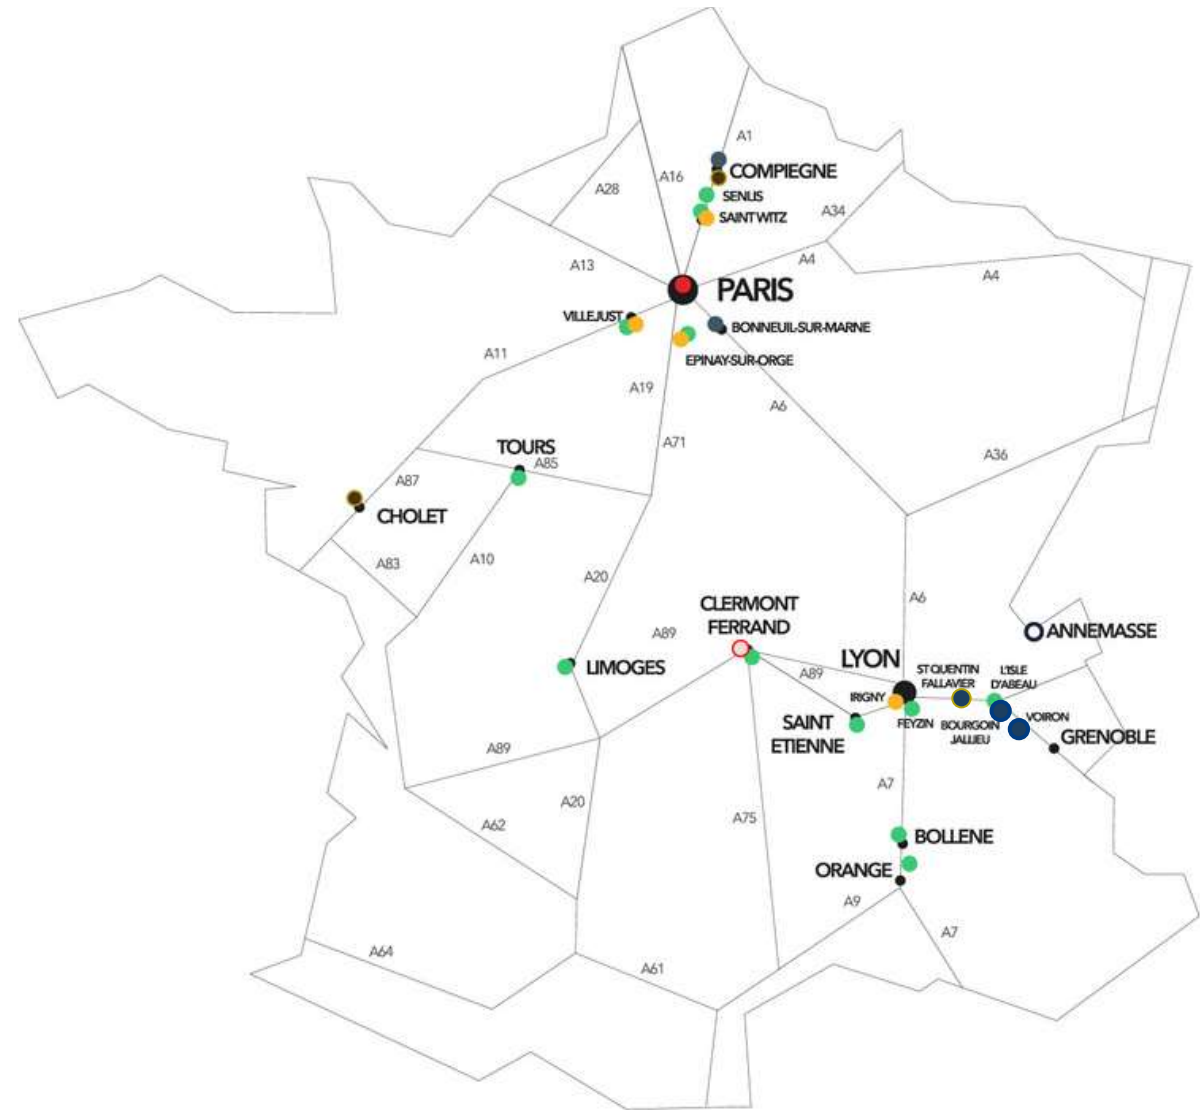 A1
COMPIEGNE
A16
A28
SENLIS
SAINT WITZ
A34
A4
A13
A4
PARIS
VILLEJUST
BONNEUIL-SUR-MARNE
A11
EPINAY-SUR-ORGE
A19
A6
TOURS
A71
A85
A36
A87
CHOLET
A10
A83
A20
A6
CLERMONT
FERRAND
A89
ANNEMASSE
LYON
LIMOGES
A89
ST QUENTIN
FALLAVIER
L'ISLE
D'ABEAU
IRIGNY
SAINT
ETIENNE
FEYZIN
BOURGOIN
JALLIEU
VOIRON
GRENOBLE
A89
A7
A20
A62
A75
BOLLENE
ORANGE
A9
A7
A64
A61